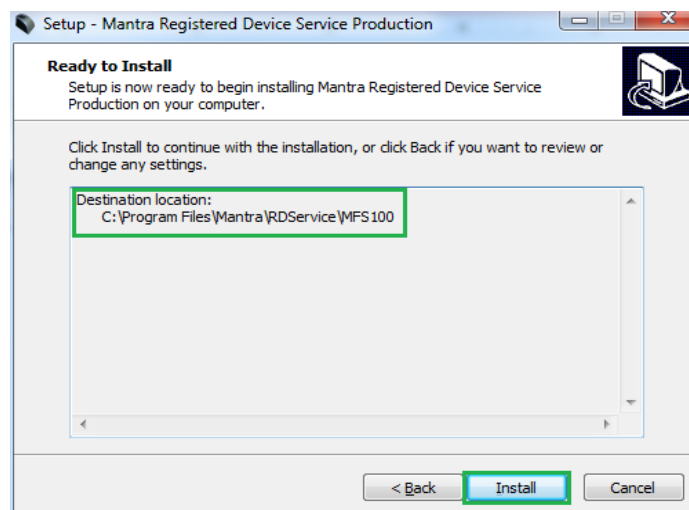 Setup - Mantra Registered Device Service Production
Ready to Install
Setup is now ready to begin installing Mantra Registered Device Service
Production on your computer.
Click Install to continue with the installation, or click Back if you want to review or
change any settings.
Destination location:
C:\Program Files\Mantra\RDService\MFS100
< Back
Install
Cancel